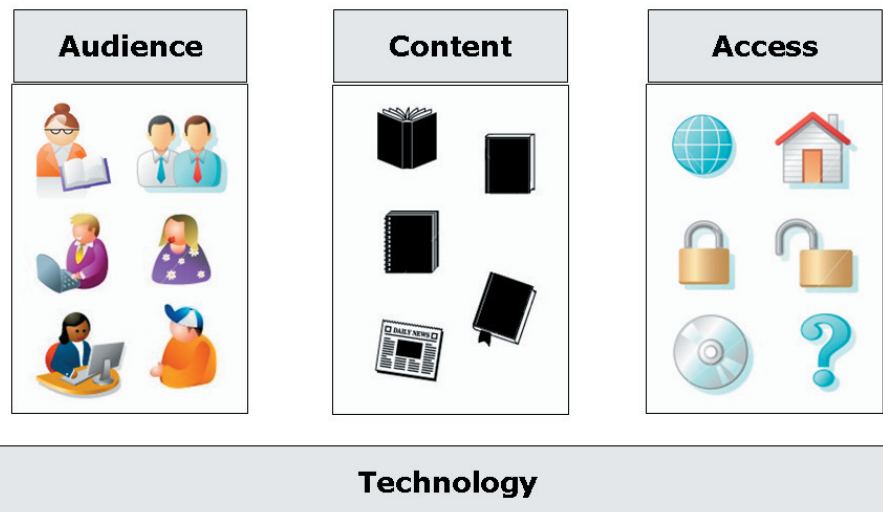 Audience
Content
Access
DAILY NEWS
Technology